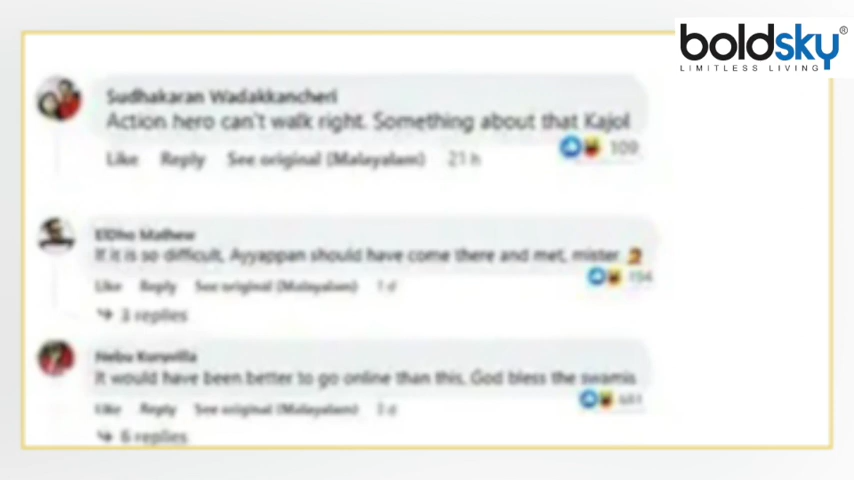 boldsky®
LIMITLESS LIVING
Sudhakaran Wadakkancheri
Action hero can't walk right. Something about that Kajol
Like Reply See original (Malayalam) 21 h
109
Eldho Mathew
If it is so difficult, Ayyappan should have come there and met, mister
Like Reply See original (Malayalam) 1 d
194
3 replies
Nebu Kuruvilla
It would have been better to go online than this, God bless the swamis
Like Reply See original (Malayalam)
6 replies